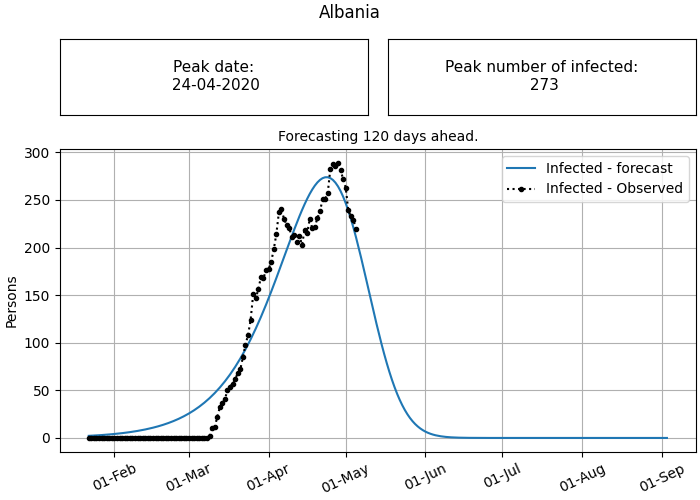 Albania
Peak date:
24-04-2020
Peak number of infected:
273
Forecasting 120 days ahead.
Infected - forecast
Infected - Observed
Persons
300
250
200
150
100
50
0
01-Feb
01-Mar
01-Apr
01-May
01-Jun
01-Jul
01-Aug
01-Sep